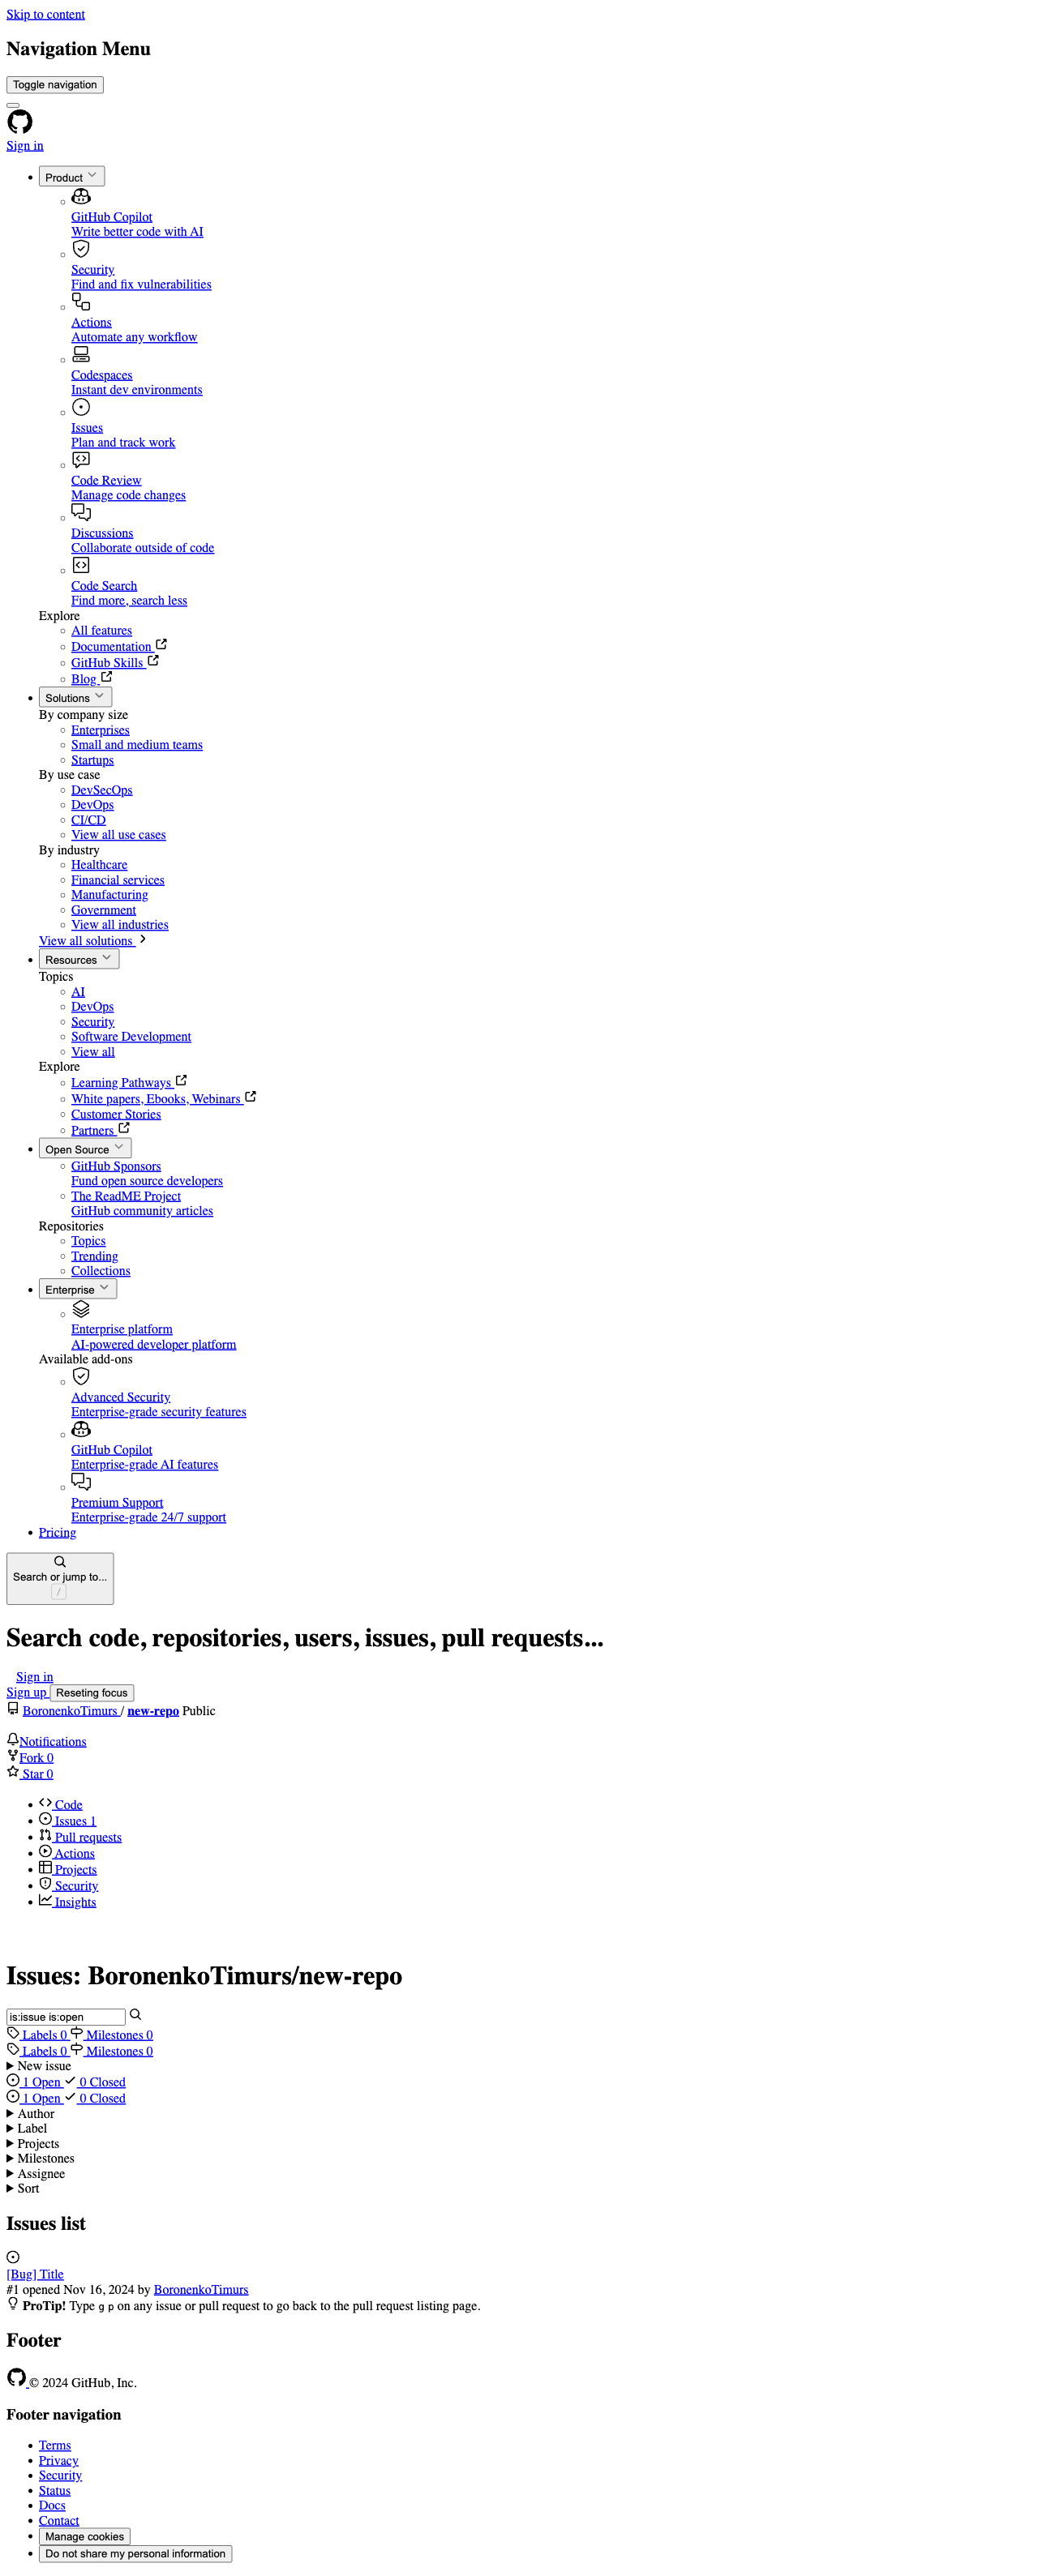 Skip to content
Navigation Menu
Toggle navigation
Sign in
Product
GitHub Copilot
Write better code with AI
Security
Find and fix vulnerabilities
Actions
Automate any workflow
Codespaces
Instant dev environments
Issues
Plan and track work
Code Review
Manage code changes
Discussions
Collaborate outside of code
Code Search
Find more, search less
Explore
All features
Documentation
GitHub Skills
Blog
Solutions
By company size
Enterprises
Small and medium teams
Startups
By use case
DevSecOps
DevOps
CI/CD
View all use cases
By industry
Healthcare
Financial services
Manufacturing
Government
View all industries
View all solutions
Resources
Topics
AI
DevOps
Security
Software Development
View all
Explore
Learning Pathways
White papers, Ebooks, Webinars
Customer Stories
Partners
Open Source
GitHub Sponsors
Fund open source developers
The ReadME Project
GitHub community articles
Repositories
Topics
Trending
Collections
Enterprise
Enterprise platform
AI-powered developer platform
Available add-ons
Advanced Security
Enterprise-grade security features
GitHub Copilot
Enterprise-grade AI features
Premium Support
Enterprise-grade 24/7 support
Pricing
Search or jump to...
/
Search code, repositories, users, issues, pull requests...
Sign in
Sign up Reseting focus
BoronenkoTimurs / new-repo Public
Notifications
Fork 0
Star 0
Code
Issues 1
Pull requests
Actions
Projects
Security
Insights
Issues: BoronenkoTimurs/new-repo
is:issue is:open
Labels 0 Milestones 0
Labels 0 Milestones 0
New issue
1 Open 0 Closed
1 Open 0 Closed
Author
Label
Projects
Milestones
Assignee
Sort
Issues list
[Bug] Title
#1 opened Nov 16, 2024 by BoronenkoTimurs
ProTip! Type g p on any issue or pull request to go back to the pull request listing page.
Footer
© 2024 GitHub, Inc.
Footer navigation
Terms
Privacy
Security
Status
Docs
Contact
Manage cookies
Do not share my personal information